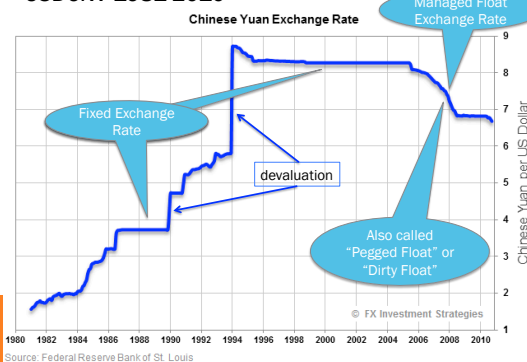 Chinese Yuan Exchange Rate
Managed Float
Exchange Rate
Fixed Exchange
Rate
devaluation
Also called
"Pegged Float" or
"Dirty Float"
© FX Investment Strategies
9
8
7
6
5
4
3
2
1
Chinese Yuan per US Dollar
1980 1982 1984 1986 1988 1990 1992 1994 1996 1998 2000 2002 2004 2006 2008 2010
Source: Federal Reserve Bank of St. Louis